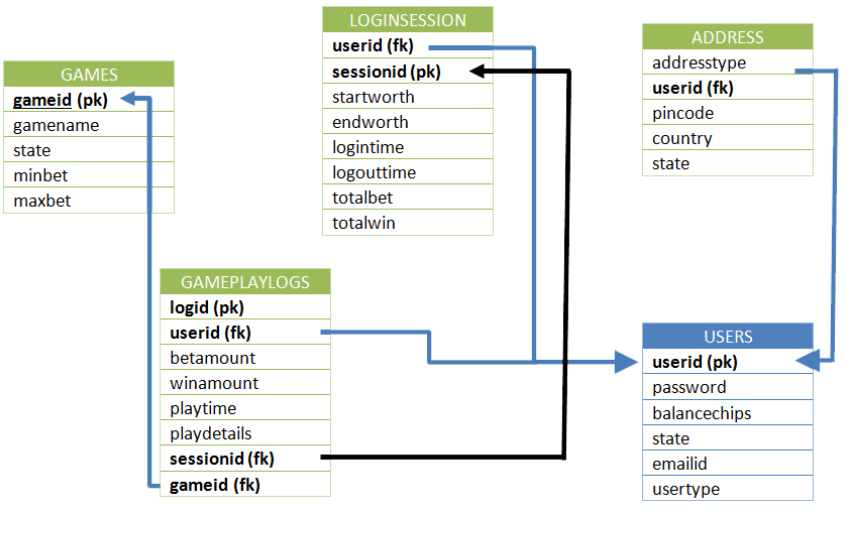 GAMES
gameid (pk)
gamename
state
minbet
maxbet
LOGINSESSION
userid (fk)
sessionid (pk)
startworth
endworth
logintime
logouttime
totalbet
totalwin
ADDRESS
addresstype
userid (fk)
pincode
country
state
GAMEPLAYLOGS
logid (pk)
userid (fk)
betamount
winamount
playtime
playdetails
sessionid (fk)
gameid (fk)
USERS
userid (pk)
password
balancechips
state
emailid
usertype